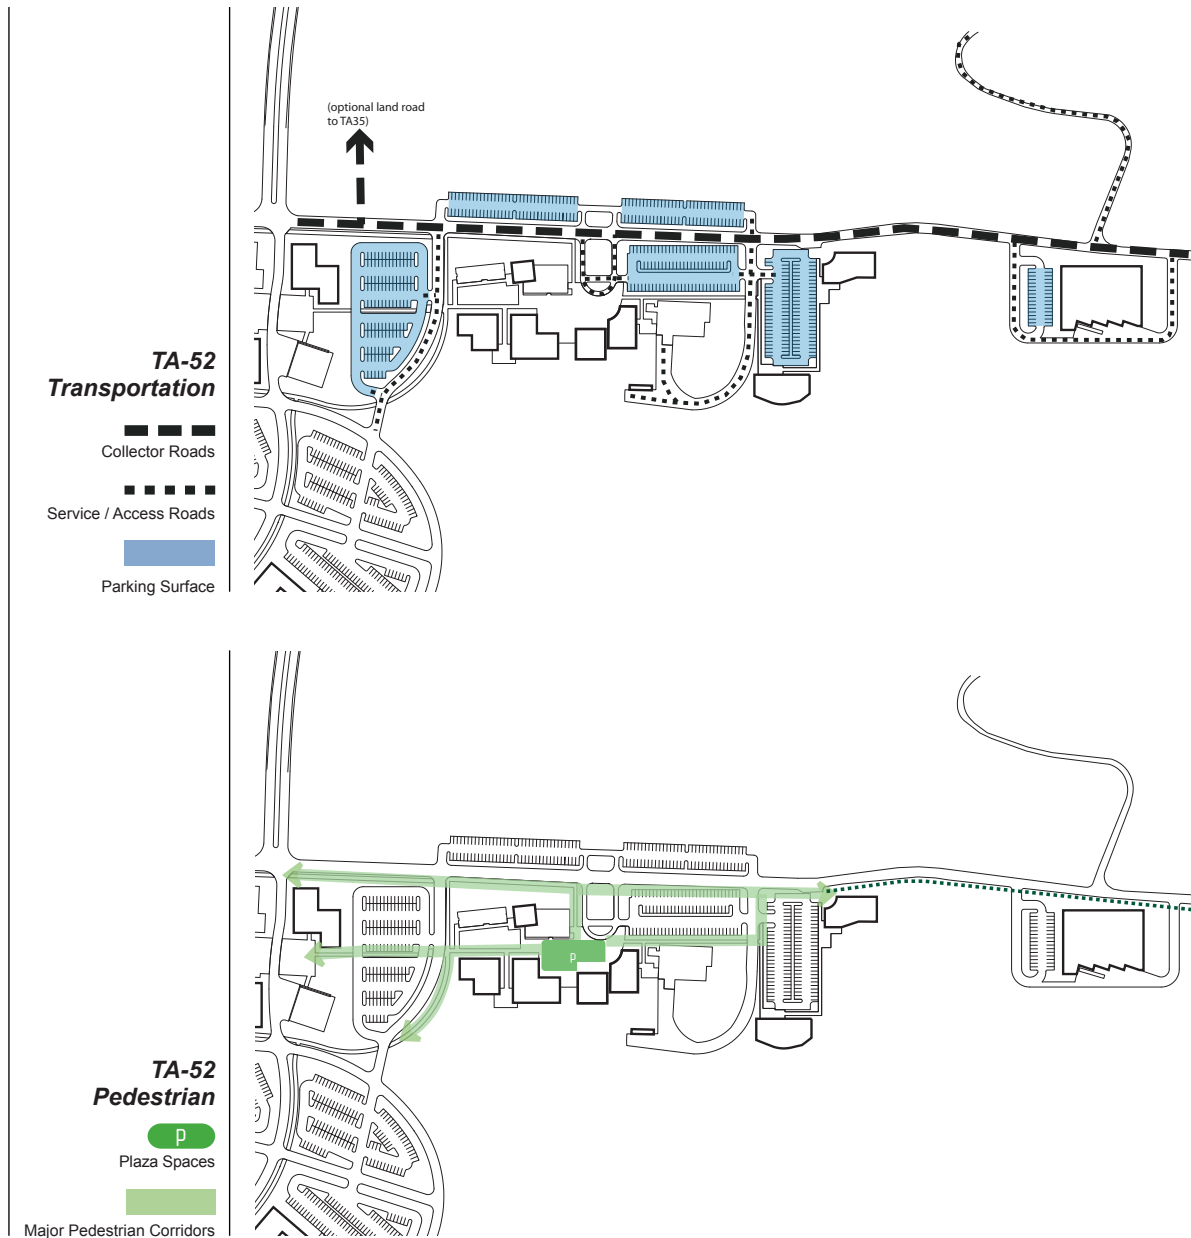 (optional land road
to TA35)
TA-52
Transportation
Collector Roads
Service / Access Roads
Parking Surface
p
TA-52
Pedestrian
p
Plaza Spaces
Major Pedestrian Corridors